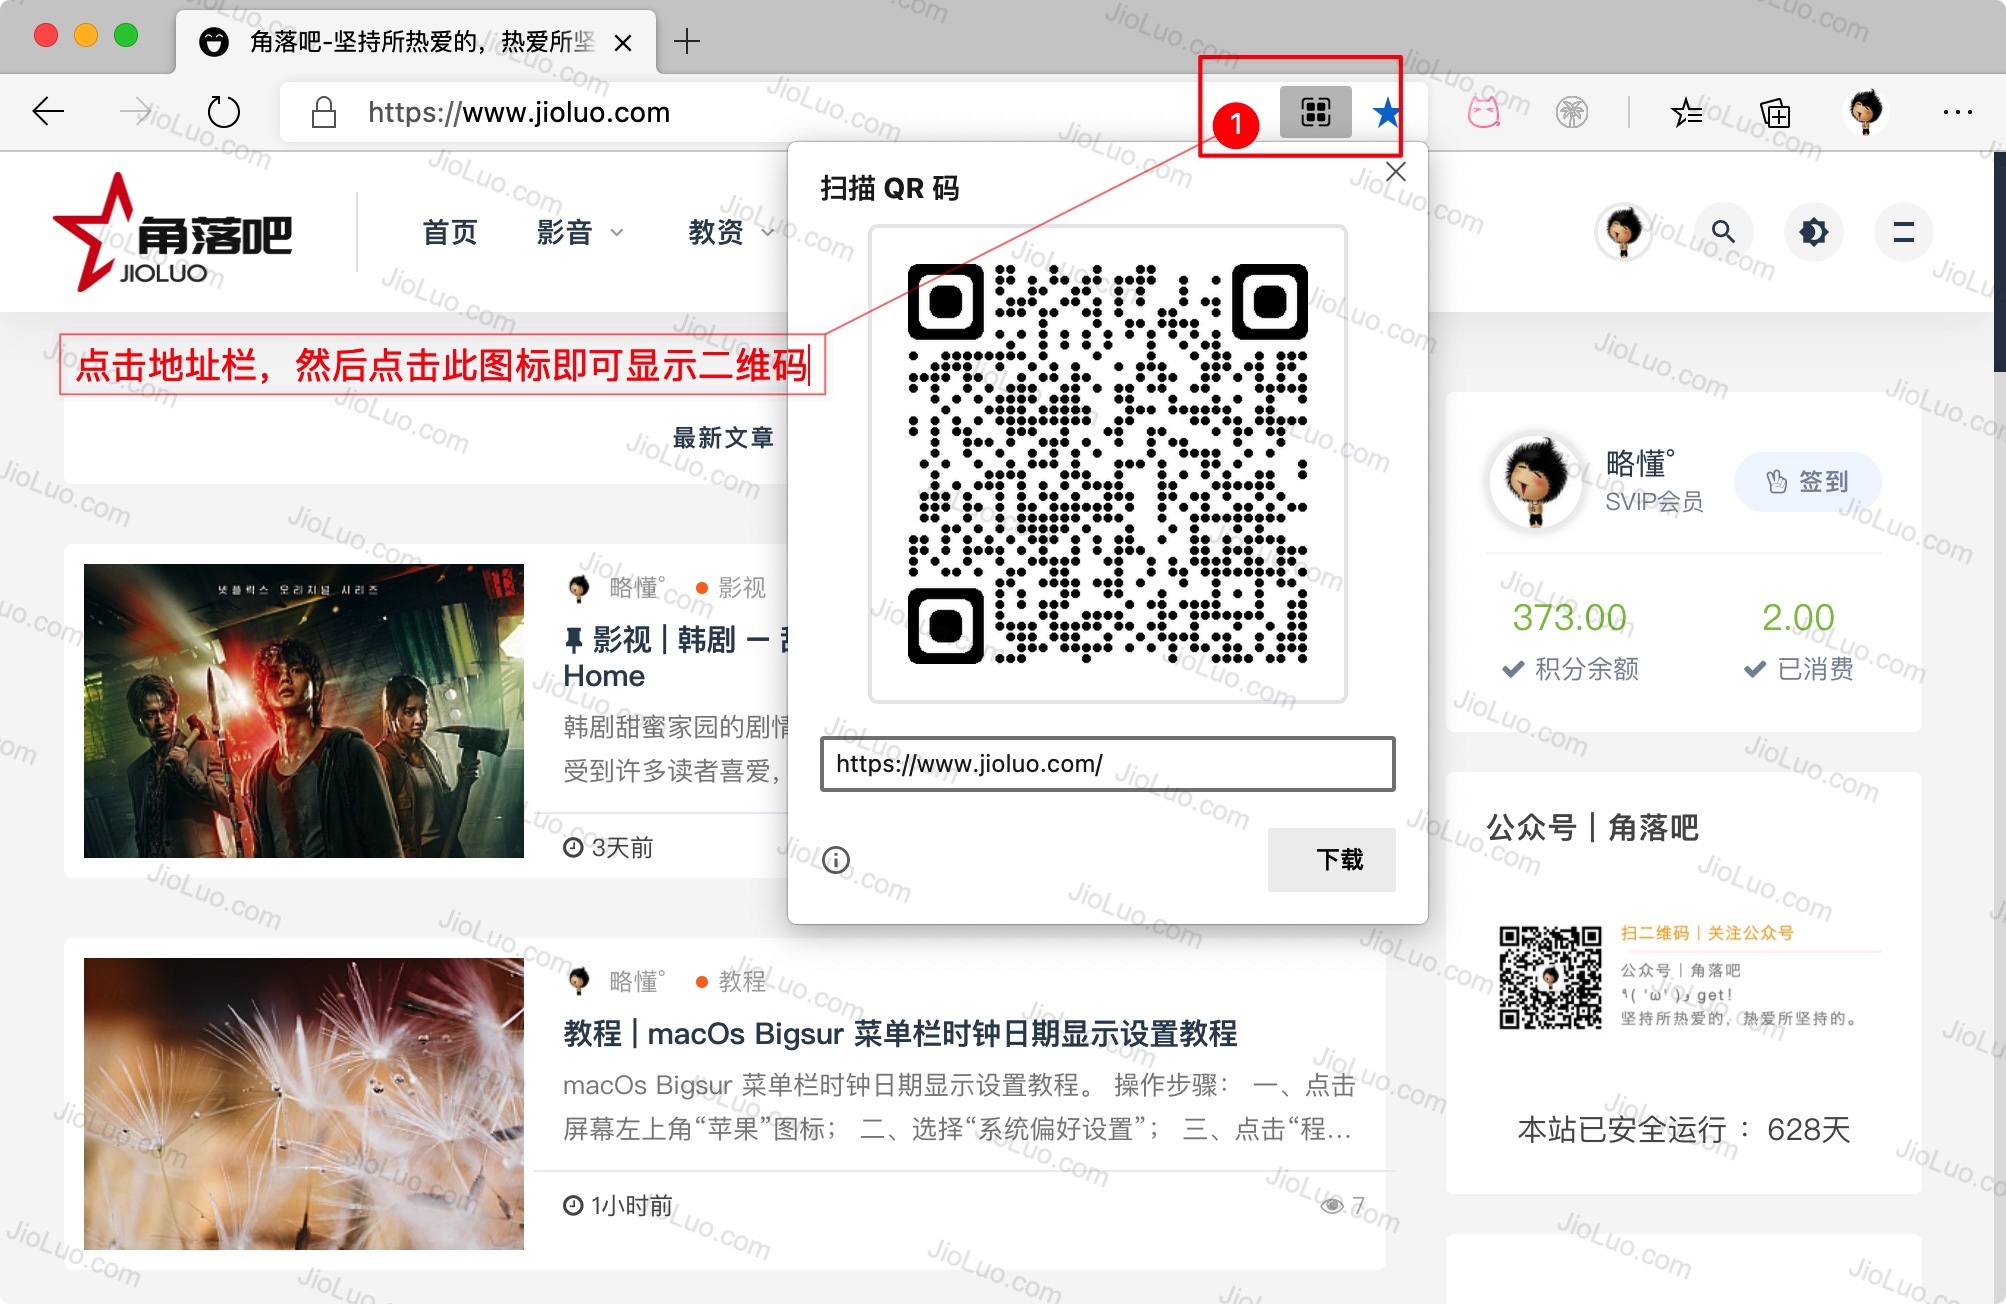 角落吧-坚持所热爱的，热爱所坚
https://www.jioluo.com
1
角落吧
JIOLUO
首页
影音
教资
扫描 QR 码
点击地址栏，然后点击此图标即可显示二维码
最新文章
略懂°
SVIP会员
签到
373.00
2.00
积分余额
已消费
넷플릭스 오리지널 시리즈
略懂° 影视
影视 | 韩剧 —
Home
韩剧甜蜜家园的剧情
受到许多读者喜爱，
3天前
https://www.jioluo.com/
下载
公众号 | 角落吧
扫二维码 | 关注公众号
公众号 | 角落吧
get!
坚持所热爱的，热爱所坚持的。
本站已安全运行 ： 628天
略懂° 教程
教程 | macOs Bigsur 菜单栏时钟日期显示设置教程
macOs Bigsur 菜单栏时钟日期显示设置教程。 操作步骤： 一、点击
屏幕左上角“苹果”图标； 二、选择“系统偏好设置”； 三、点击“程...
1小时前
7
JioLuo.com